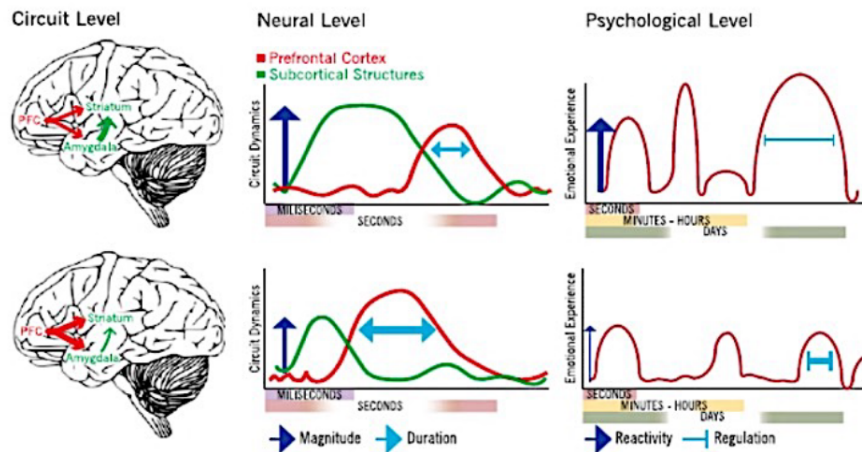 Circuit Level
Neural Level
Psychological Level
Prefrontal Cortex
Subcortical Structures
PFC
Striatum
Amygdala
Circuit Dynamics
MILISECONDS
SECONDS
Emotional Experience
SECONDS
MINUTES - HOURS
DAYS
PFC
Striatum
Amygdala
Circuit Dynamics
MILISECONDS
SECONDS
Magnitude
Duration
Emotional Experience
SECONDS
MINUTES - HOURS
DAYS
Reactivity
Regulation